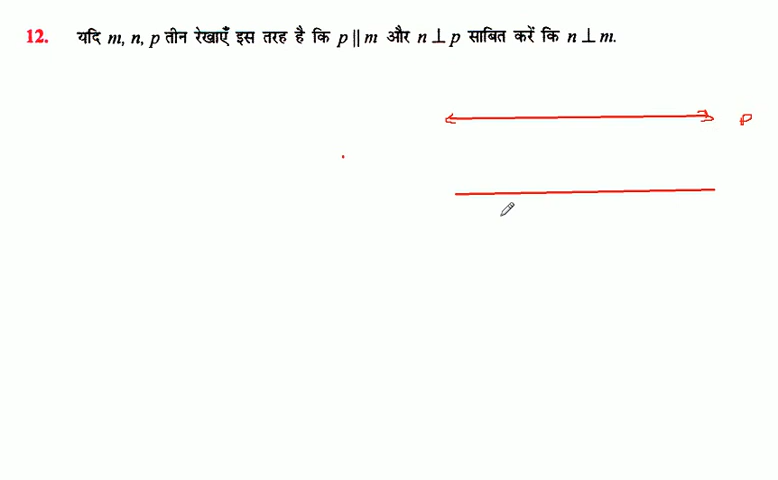 12. यदि m, n, p तीन रेखाएँ इस तरह है कि p || m और n ⊥ p साबित करें कि n ⊥ m.
P